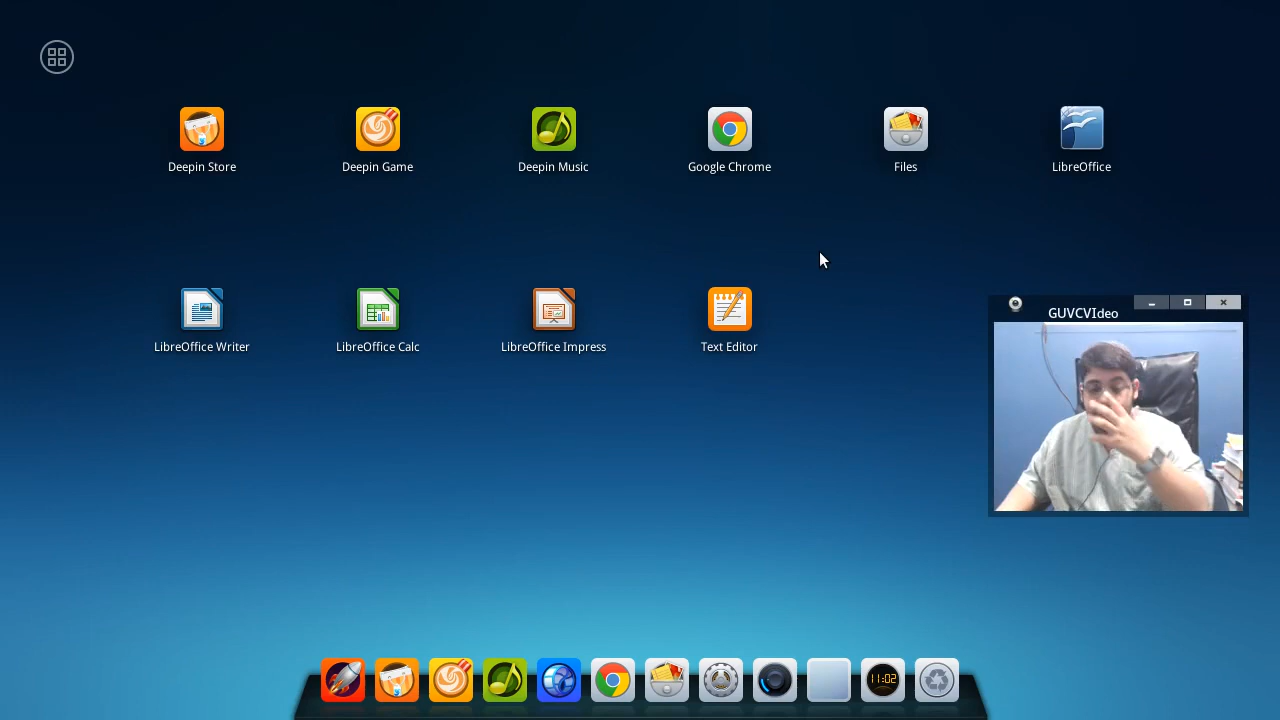 Deepin Store
Deepin Game
Deepin Music
Google Chrome
Files
LibreOffice
GUVCVIdeo
LibreOffice Writer
LibreOffice Calc
LibreOffice Impress
Text Editor
11:02